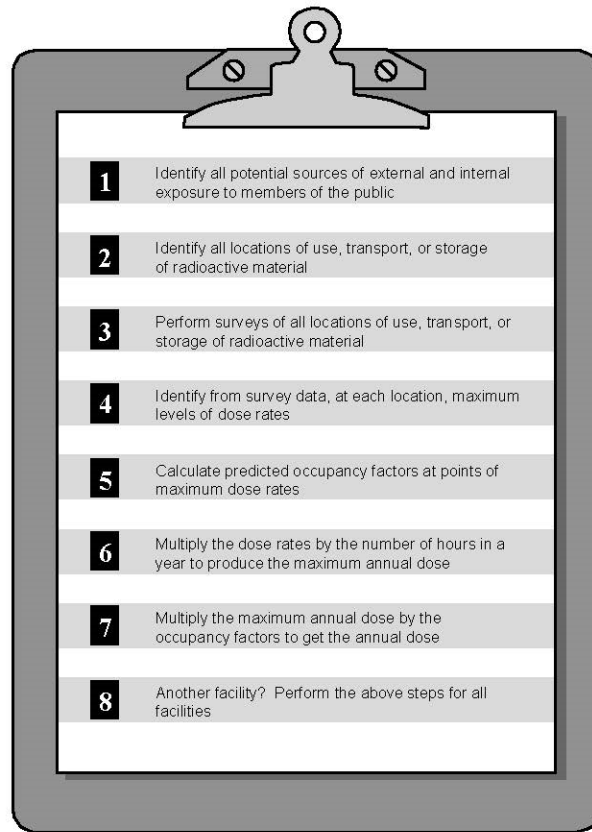 1 Identify all potential sources of external and internal
exposure to members of the public
2 Identify all locations of use, transport, or storage
of radioactive material
3 Perform surveys of all locations of use, transport, or
storage of radioactive material
4 Identify from survey data, at each location, maximum
levels of dose rates
5 Calculate predicted occupancy factors at points of
maximum dose rates
6 Multiply the dose rates by the number of hours in a
year to produce the maximum annual dose
7 Multiply the maximum annual dose by the
occupancy factors to get the annual dose
8 Another facility?  Perform the above steps for all
facilities